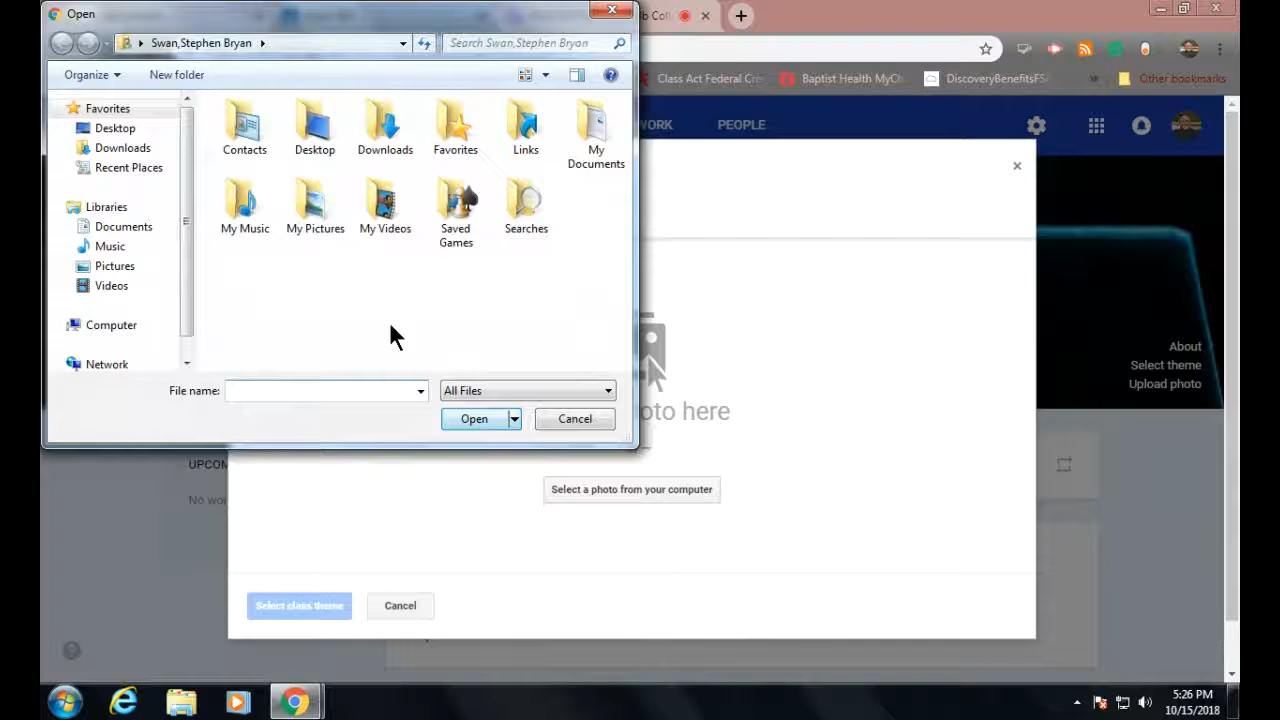 Open
b Coll
Swan,Stephen Bryan
Search Swan,Stephen Bryan
Organize
New folder
Class Act Federal Cre
Baptist Health MyCh
DiscoveryBenefitsFS
Other bookmarks
Favorites
Desktop
Downloads
Recent Places
Libraries
Documents
Music
Pictures
Videos
Computer
Network
Contacts
Desktop
Downloads
Favorites
Links
My
Documents
My Music
My Pictures
My Videos
Saved
Games
Searches
File name:
All Files
Open
Cancel
WORK
PEOPLE
About
Select theme
Upload photo
oto here
Select a photo from your computer
UPCOM
No wor
Select class theme
Cancel
5:26 PM
10/15/2018